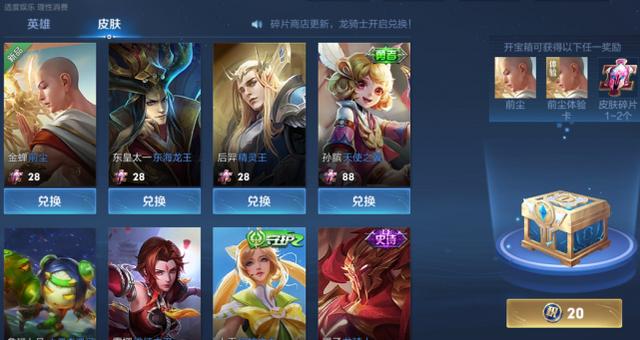 适度娱乐 理性消费
英雄
皮肤
碎片商店更新，龙骑士开启兑换！
新品
勇者
金蝉前尘
28
东皇太一东海龙王
28
后羿精灵王
28
孙膑天使之翼
88
兑换
兑换
兑换
兑换
史诗
开宝箱可获得以下任一奖励
体验
前尘
前尘体验卡
皮肤碎片
1~2个
20